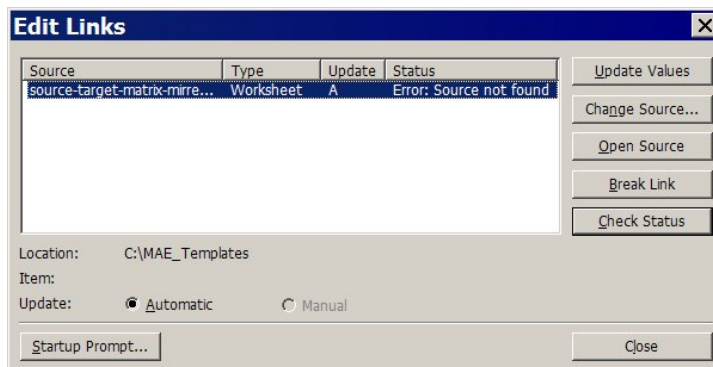 Edit Links
Source Type Update Status
source-target-matrix-mirre... Worksheet A Error: Source not found
Update Values
Change Source...
Open Source
Break Link
Check Status
Location: C:\MAE_Templates
Item:
Update: Automatic Manual
Startup Prompt... Close